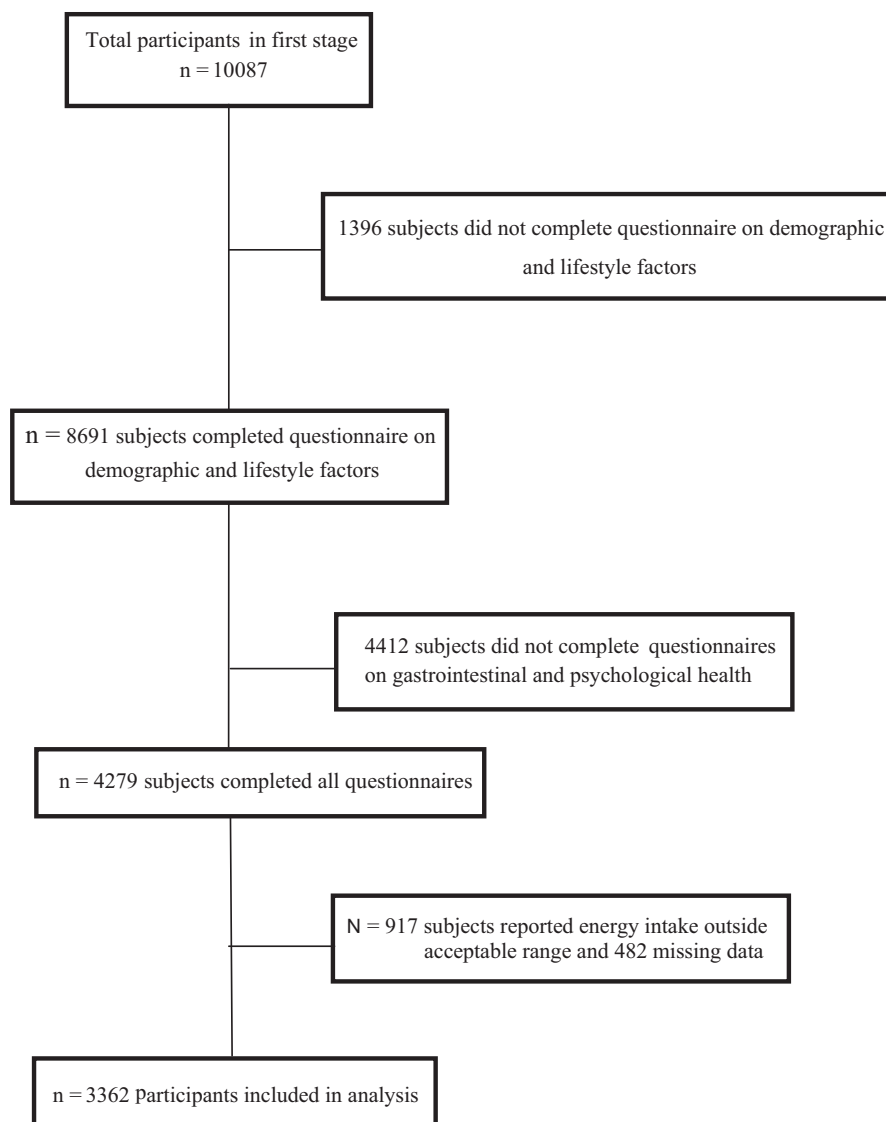 Total participants in first stage
n = 10087
1396 subjects did not complete questionnaire on demographic
and lifestyle factors
n = 8691 subjects completed questionnaire on
demographic and lifestyle factors
4412 subjects did not complete questionnaires
on gastrointestinal and psychological health
n = 4279 subjects completed all questionnaires
N = 917 subjects reported energy intake outside
acceptable range and 482 missing data
n = 3362 participants included in analysis